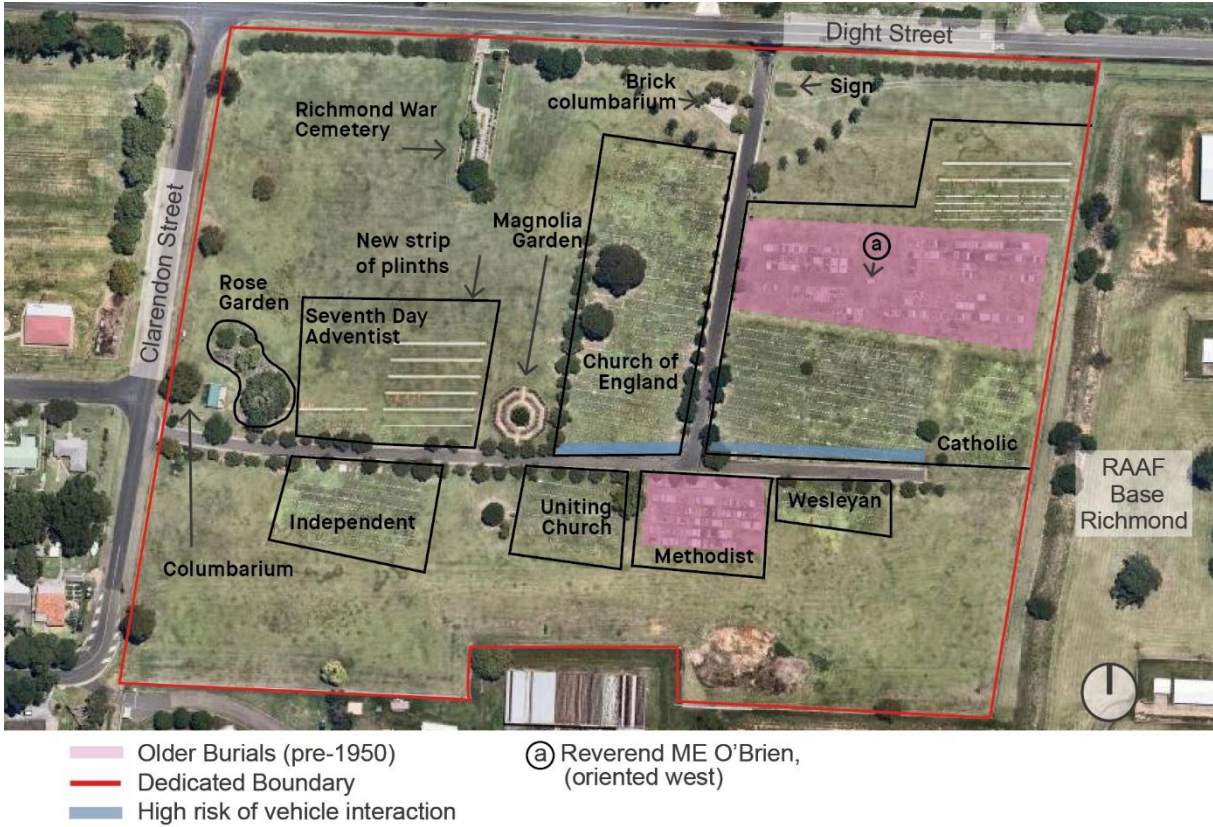 Dight Street
Brick
columbarium
Sign
Richmond War
Cemetery
Magnolia
Garden
New strip
of plinths
a
Clarendon Street
Rose
Garden
Seventh Day
Adventist
Church of
England
Catholic
RAAF
Base
Richmond
Independent
Uniting
Church
Wesleyan
Methodist
Columbarium
Older Burials (pre-1950)
Dedicated Boundary
High risk of vehicle interaction
a Reverend ME O'Brien,
(oriented west)